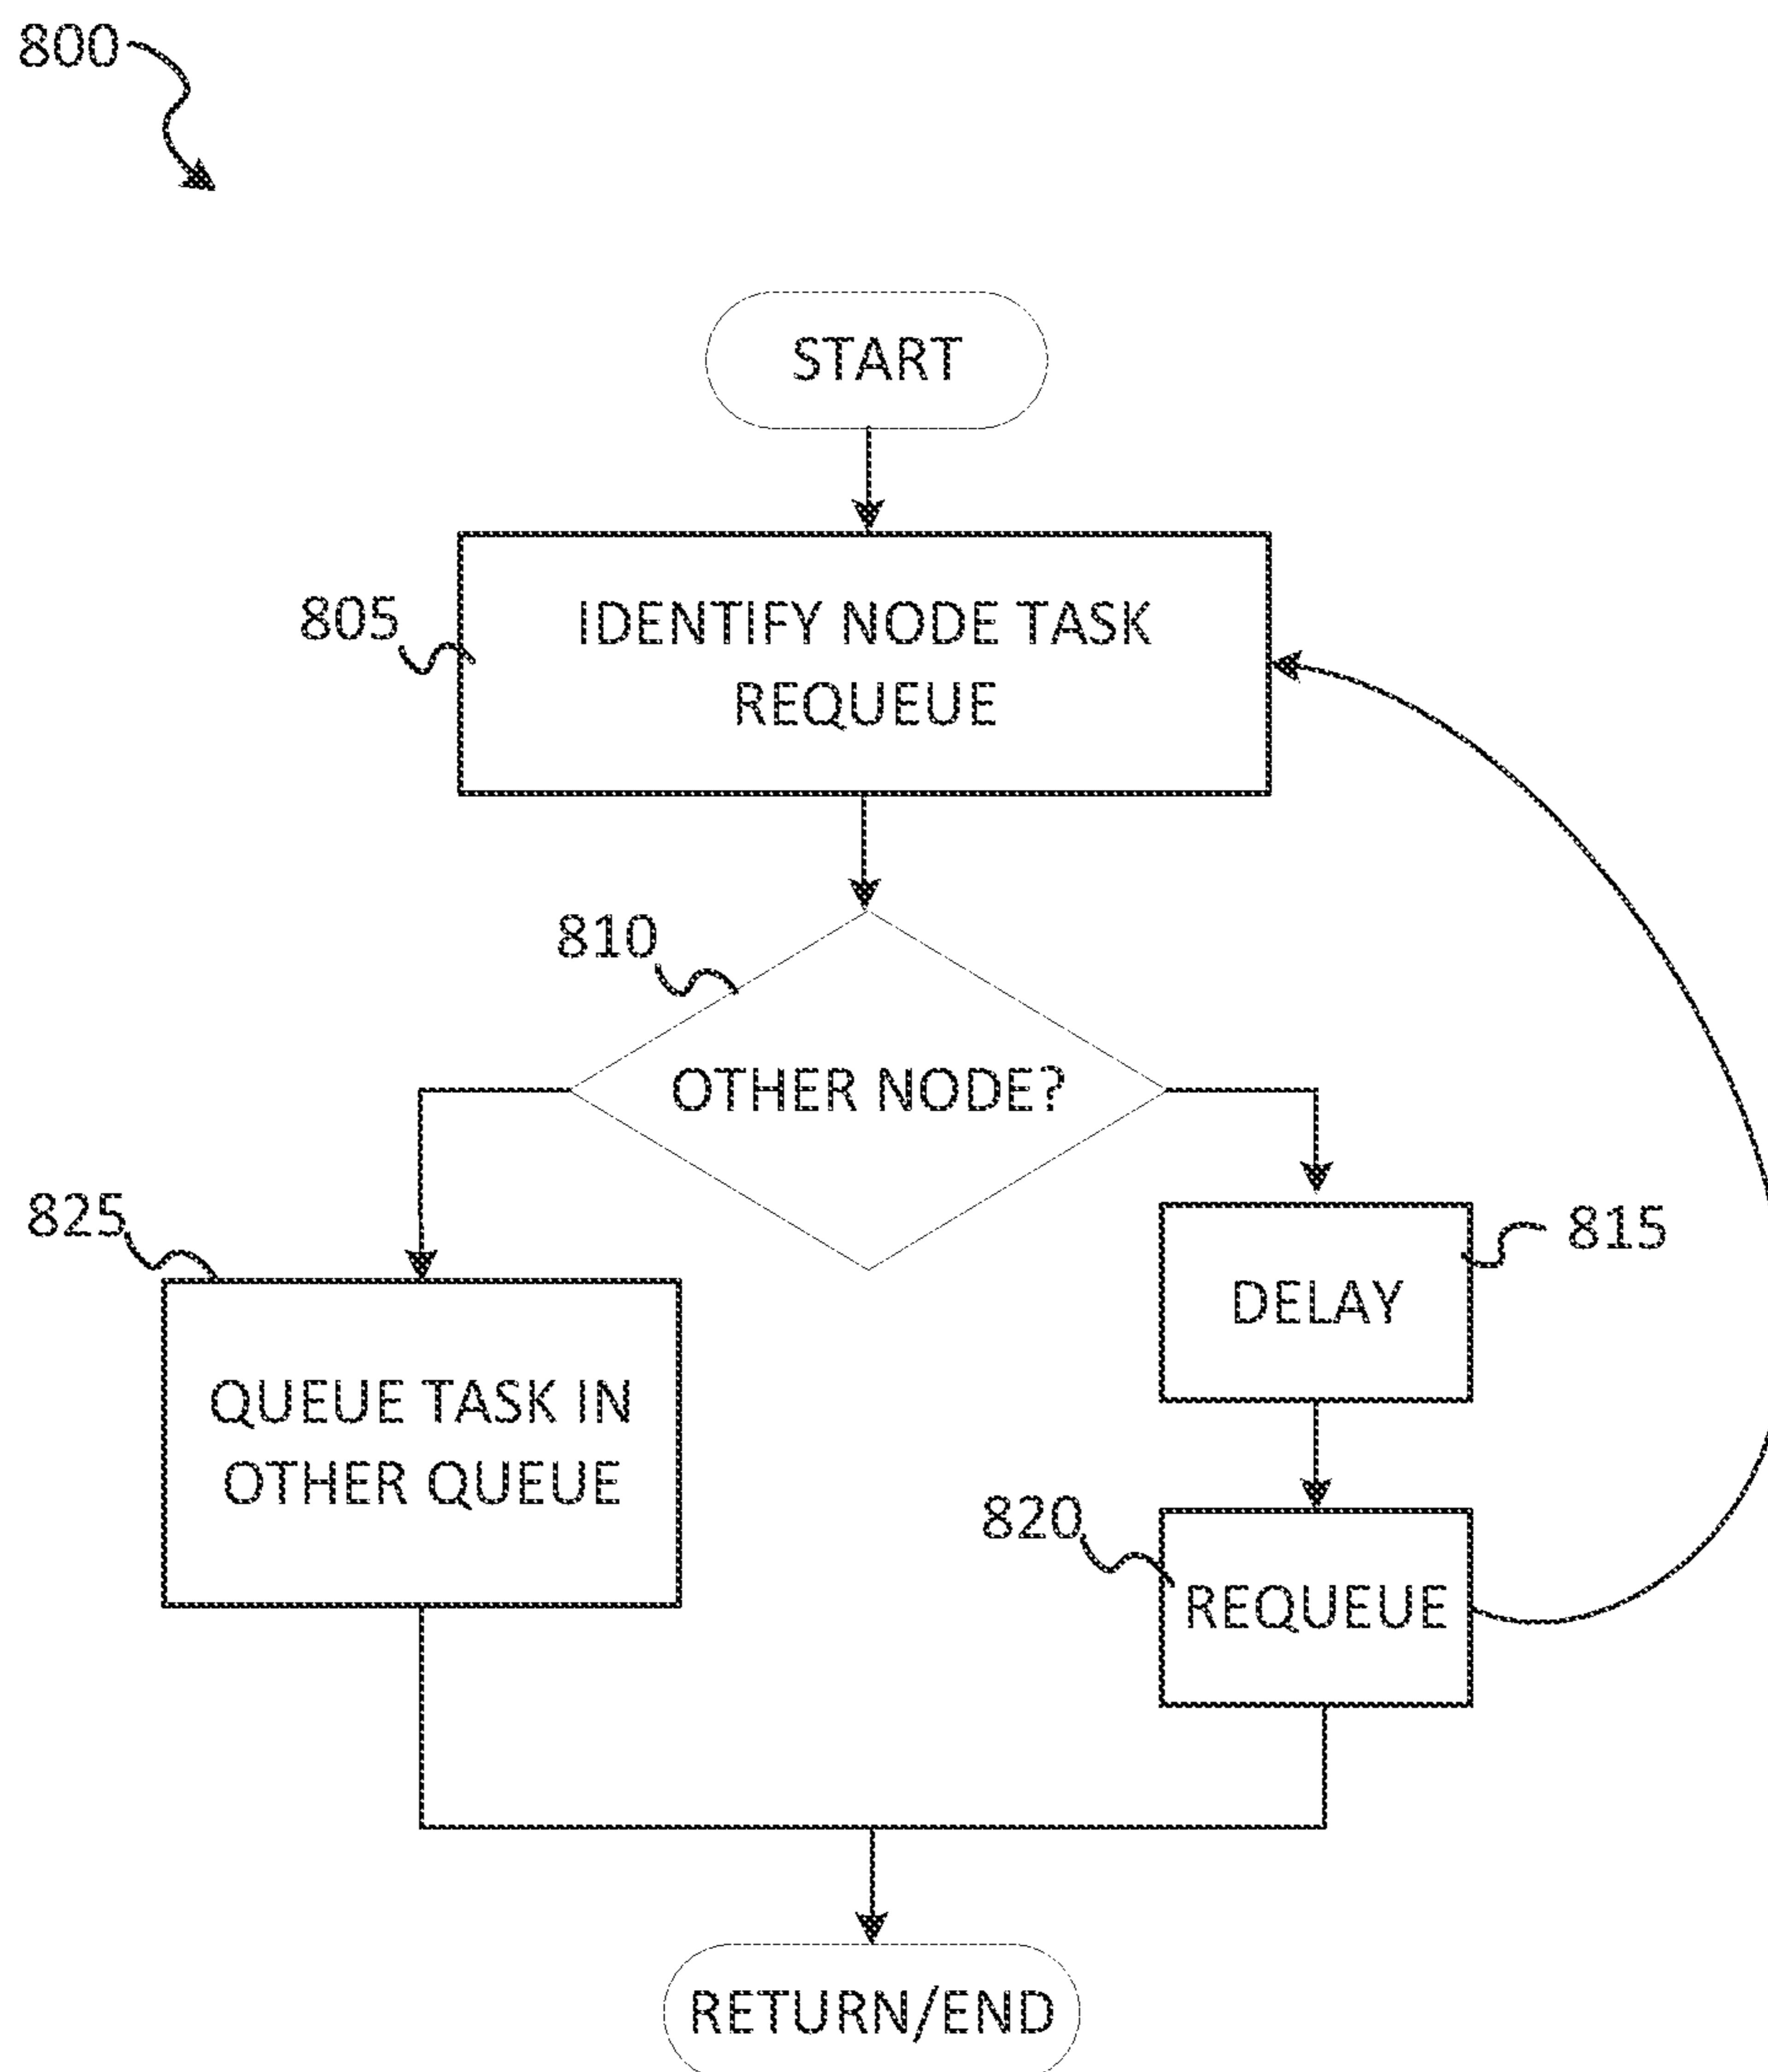 800
START
805
IDENTIFY NODE TASK
REQUEUE
810
OTHER NODE?
825
815
DELAY
QUEUE TASK IN
OTHER QUEUE
820
REQUEUE
RETURN/END